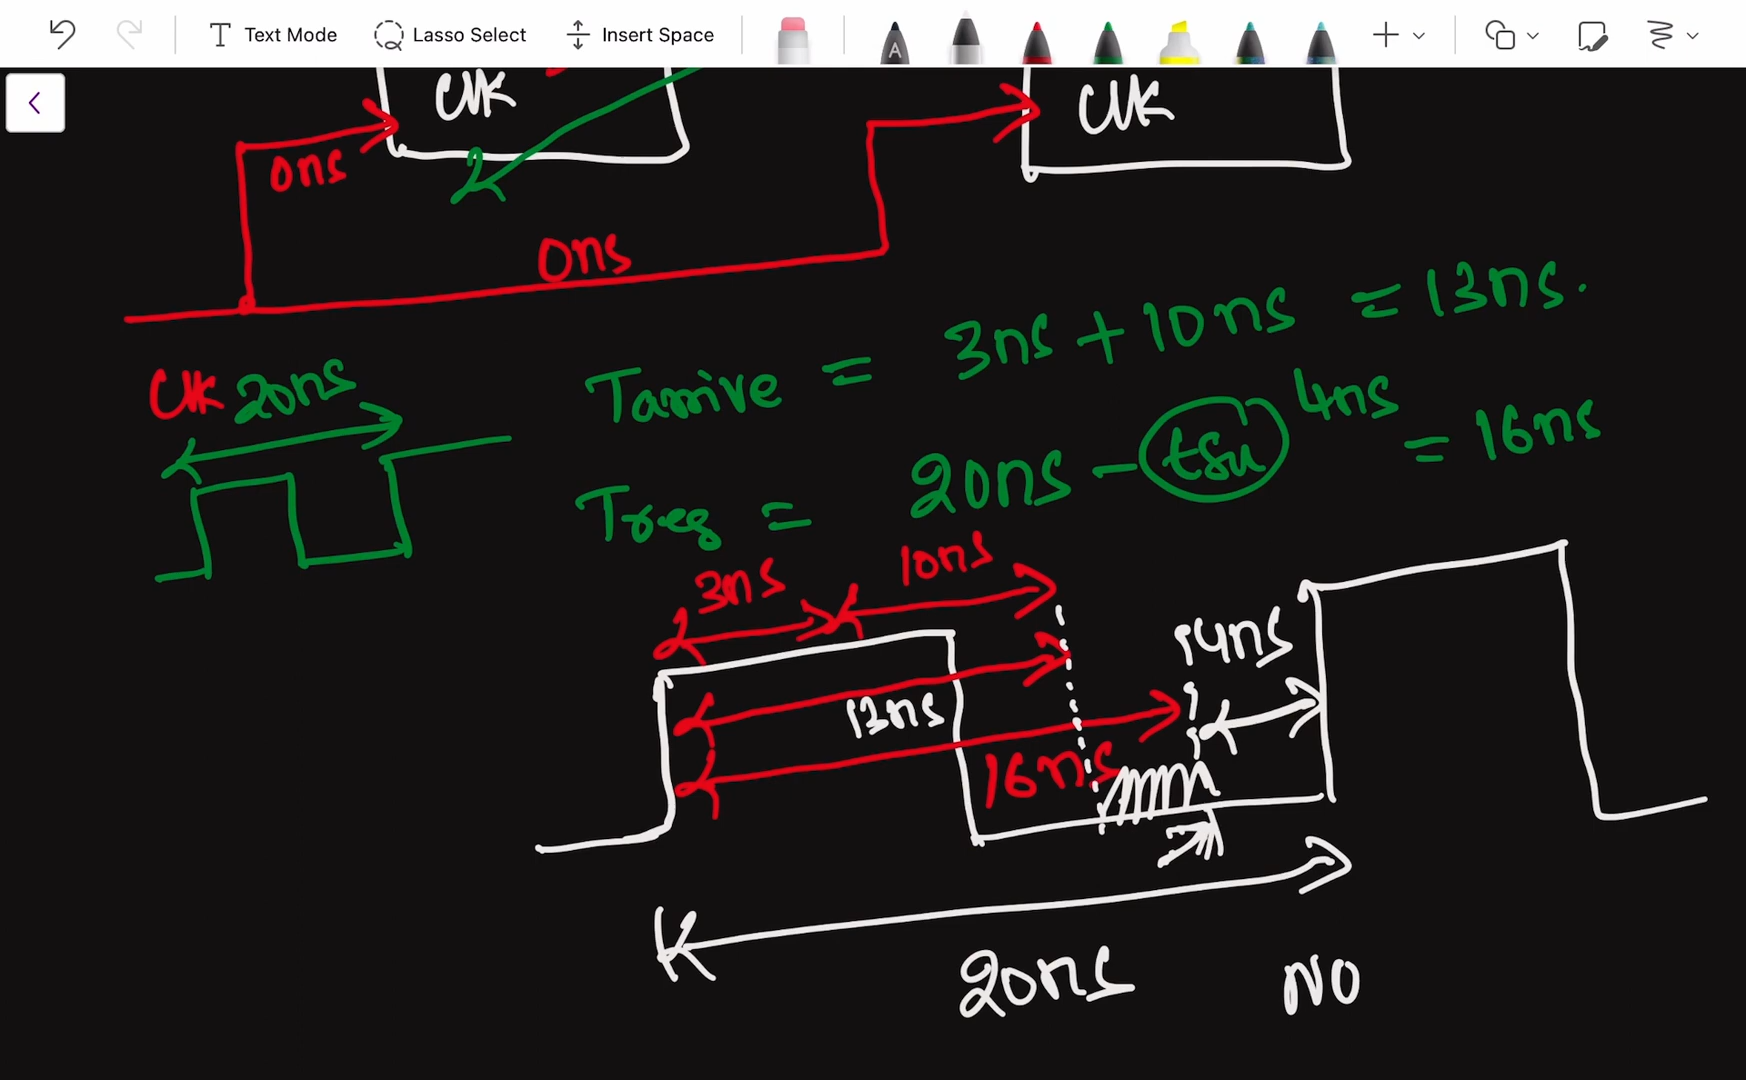 Text Mode Lasso Select Insert Space
A
Clk Clk
0ns
0ns
Clk 20ns
Tarrive = 3ns + 10ns = 13ns.
Treq = 20ns - tsu 4ns = 16ns
3ns 10ns
4ns
13ns
16ns
20ns NO